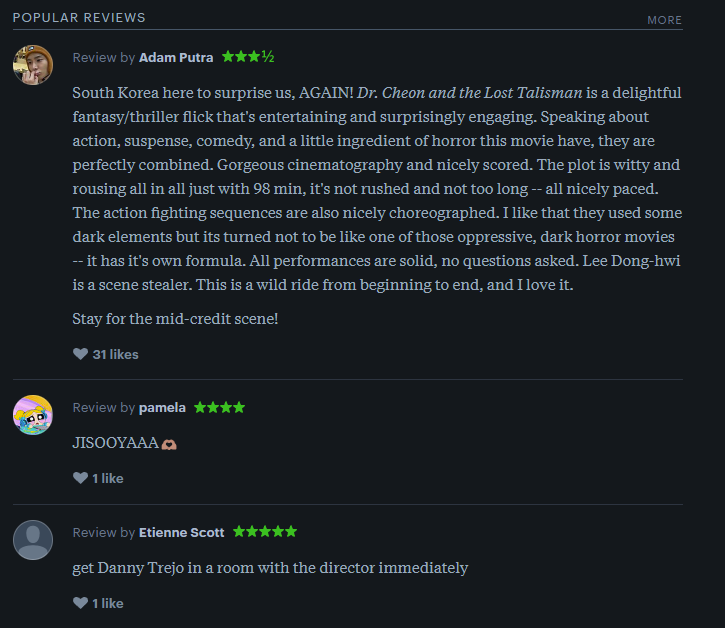 POPULAR REVIEWS MORE
Review by Adam Putra ★★★½
South Korea here to surprise us, AGAIN! Dr. Cheon and the Lost Talisman is a delightful
fantasy/thriller flick that's entertaining and surprisingly engaging. Speaking about
action, suspense, comedy, and a little ingredient of horror this movie have, they are
perfectly combined. Gorgeous cinematography and nicely scored. The plot is witty and
rousing all in all just with 98 min, it's not rushed and not too long -- all nicely paced.
The action fighting sequences are also nicely choreographed. I like that they used some
dark elements but its turned not to be like one of those oppressive, dark horror movies
-- it has it's own formula. All performances are solid, no questions asked. Lee Dong-hwi
is a scene stealer. This is a wild ride from beginning to end, and I love it.
Stay for the mid-credit scene!
31 likes
Review by pamela ★★★★
JISOOYAAA🫶🏽
1 like
Review by Etienne Scott ★★★★★
get Danny Trejo in a room with the director immediately
1 like